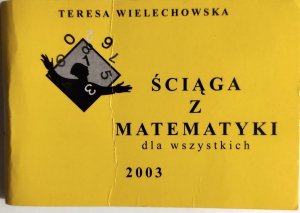 TERESA WIELECHOWSKA
ŚCIĄGA
Z
MATEMATYKI
dla wszystkich
2003